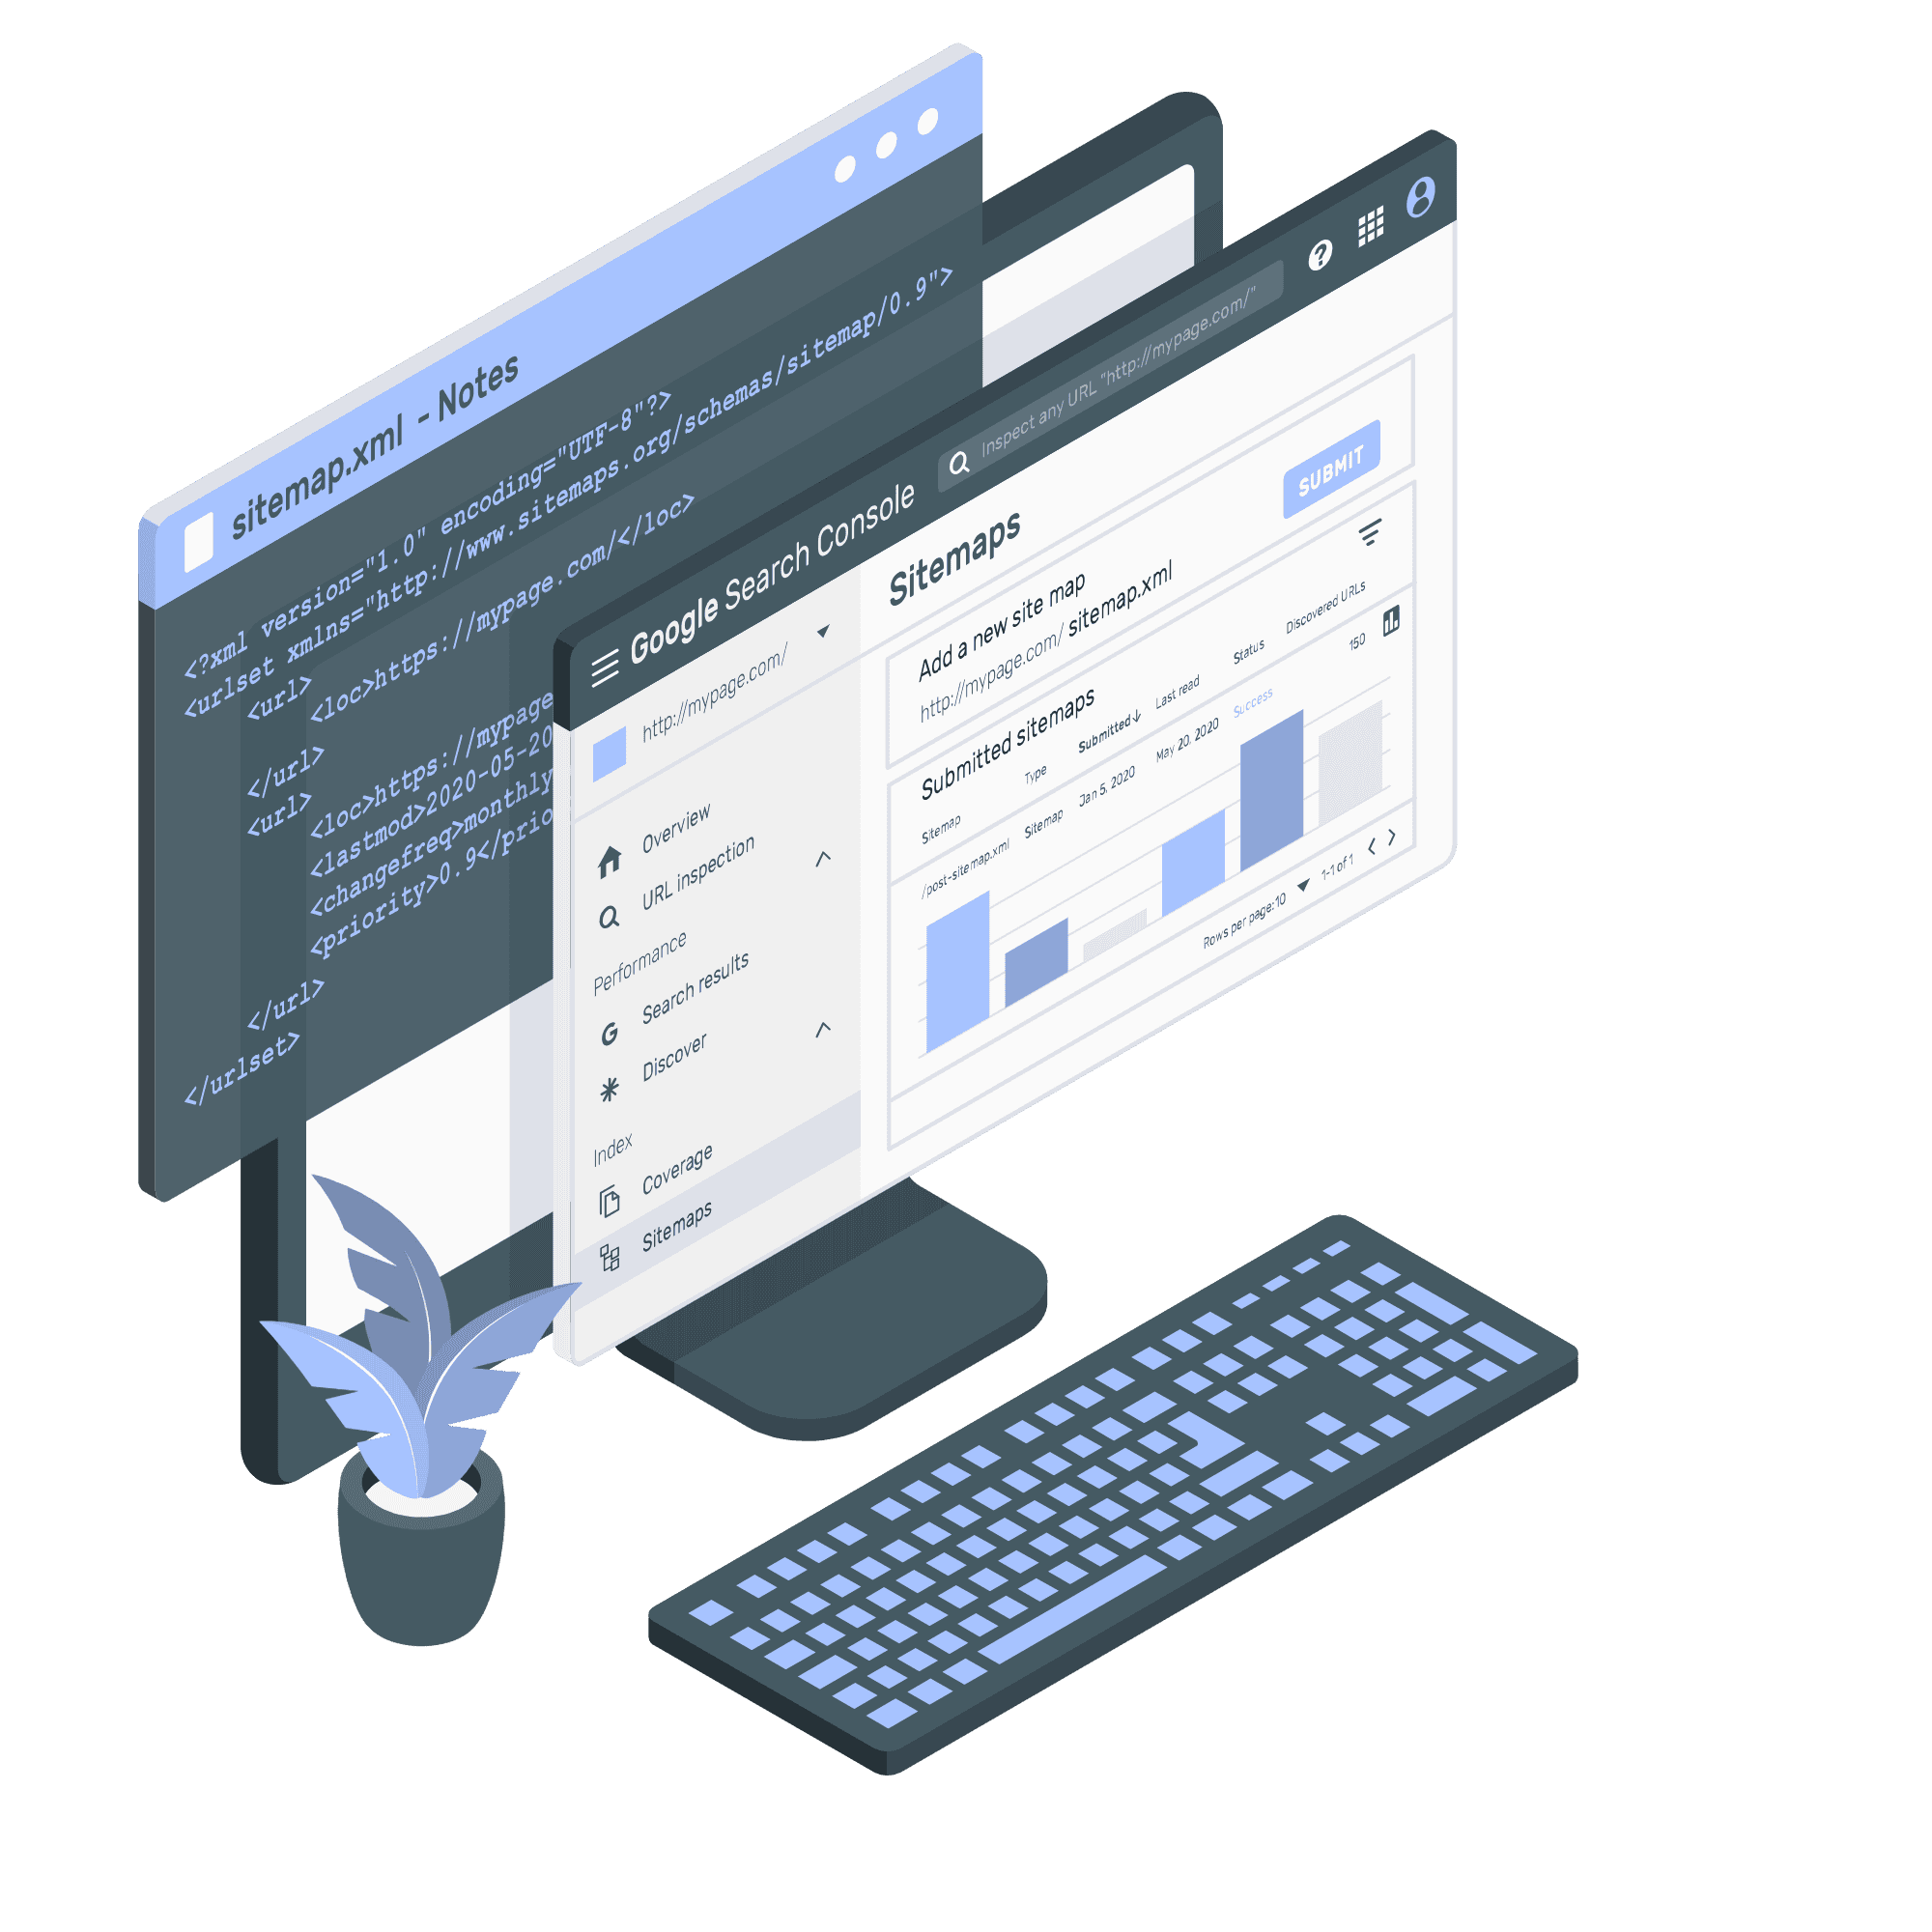 sitemap.xml - Notes
<?xml version="1.0" encoding="UTF-8"?>
<urlset xmlns="http://www.sitemaps.org/schemas/sitemap/0.9">
<url>
<loc>https://mypage.com/</loc>
</url>
<url>
<loc>https://mypage
<lastmod>2020-05-20
<changefreq>monthly
<priority>0.9</prio
</url>
</urlset>
Google Search Console
Inspect any URL "http://mypage.com/"
?
http://mypage.com/
Overview
URL inspection
Performance
G Search results
Discover
Index
Coverage
Sitemaps
Sitemaps
Add a new site map
http://mypage.com/ sitemap.xml
SUBMIT
Submitted sitemaps
Sitemap Type Submitted↓ Last read Status Discovered URLs
/post-sitemap.xml Sitemap Jan 5, 2020 May 20, 2020 Success 150
Rows per page:10 1-1 of 1 < >